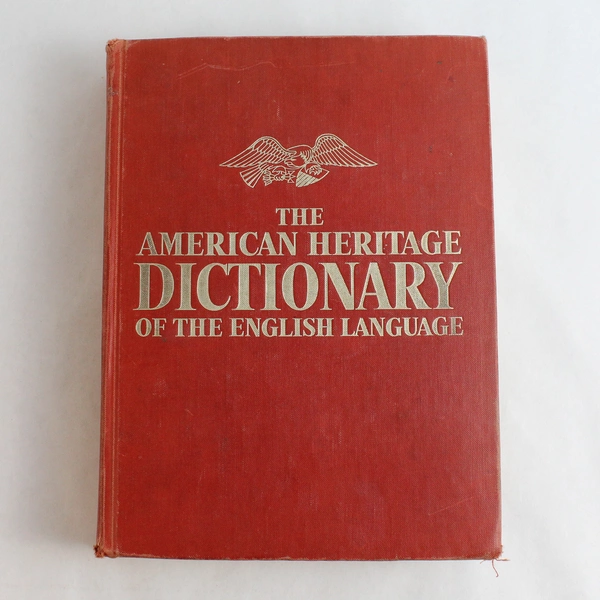 THE
AMERICAN HERITAGE
DICTIONARY
OF THE ENGLISH LANGUAGE